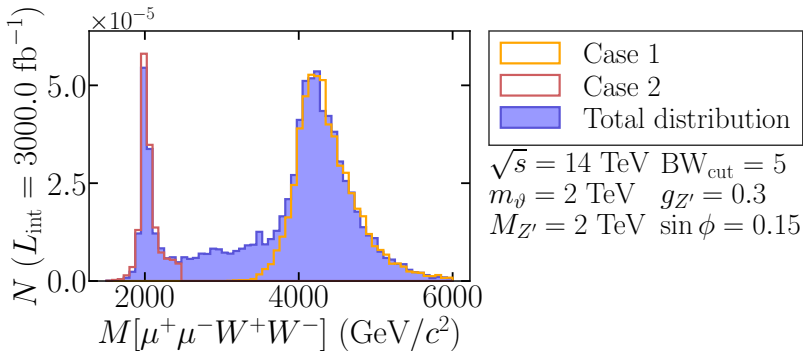 ×10⁻⁵
5.0
2.5
0.0
N (L_int = 3000.0 fb⁻¹)
2000 4000 6000
M[μ⁺μ⁻W⁺W⁻] (GeV/c²)
Case 1
Case 2
Total distribution
√s = 14 TeV BW_cut = 5
m_ϑ = 2 TeV g_Z′ = 0.3
M_Z′ = 2 TeV sin ϕ = 0.15